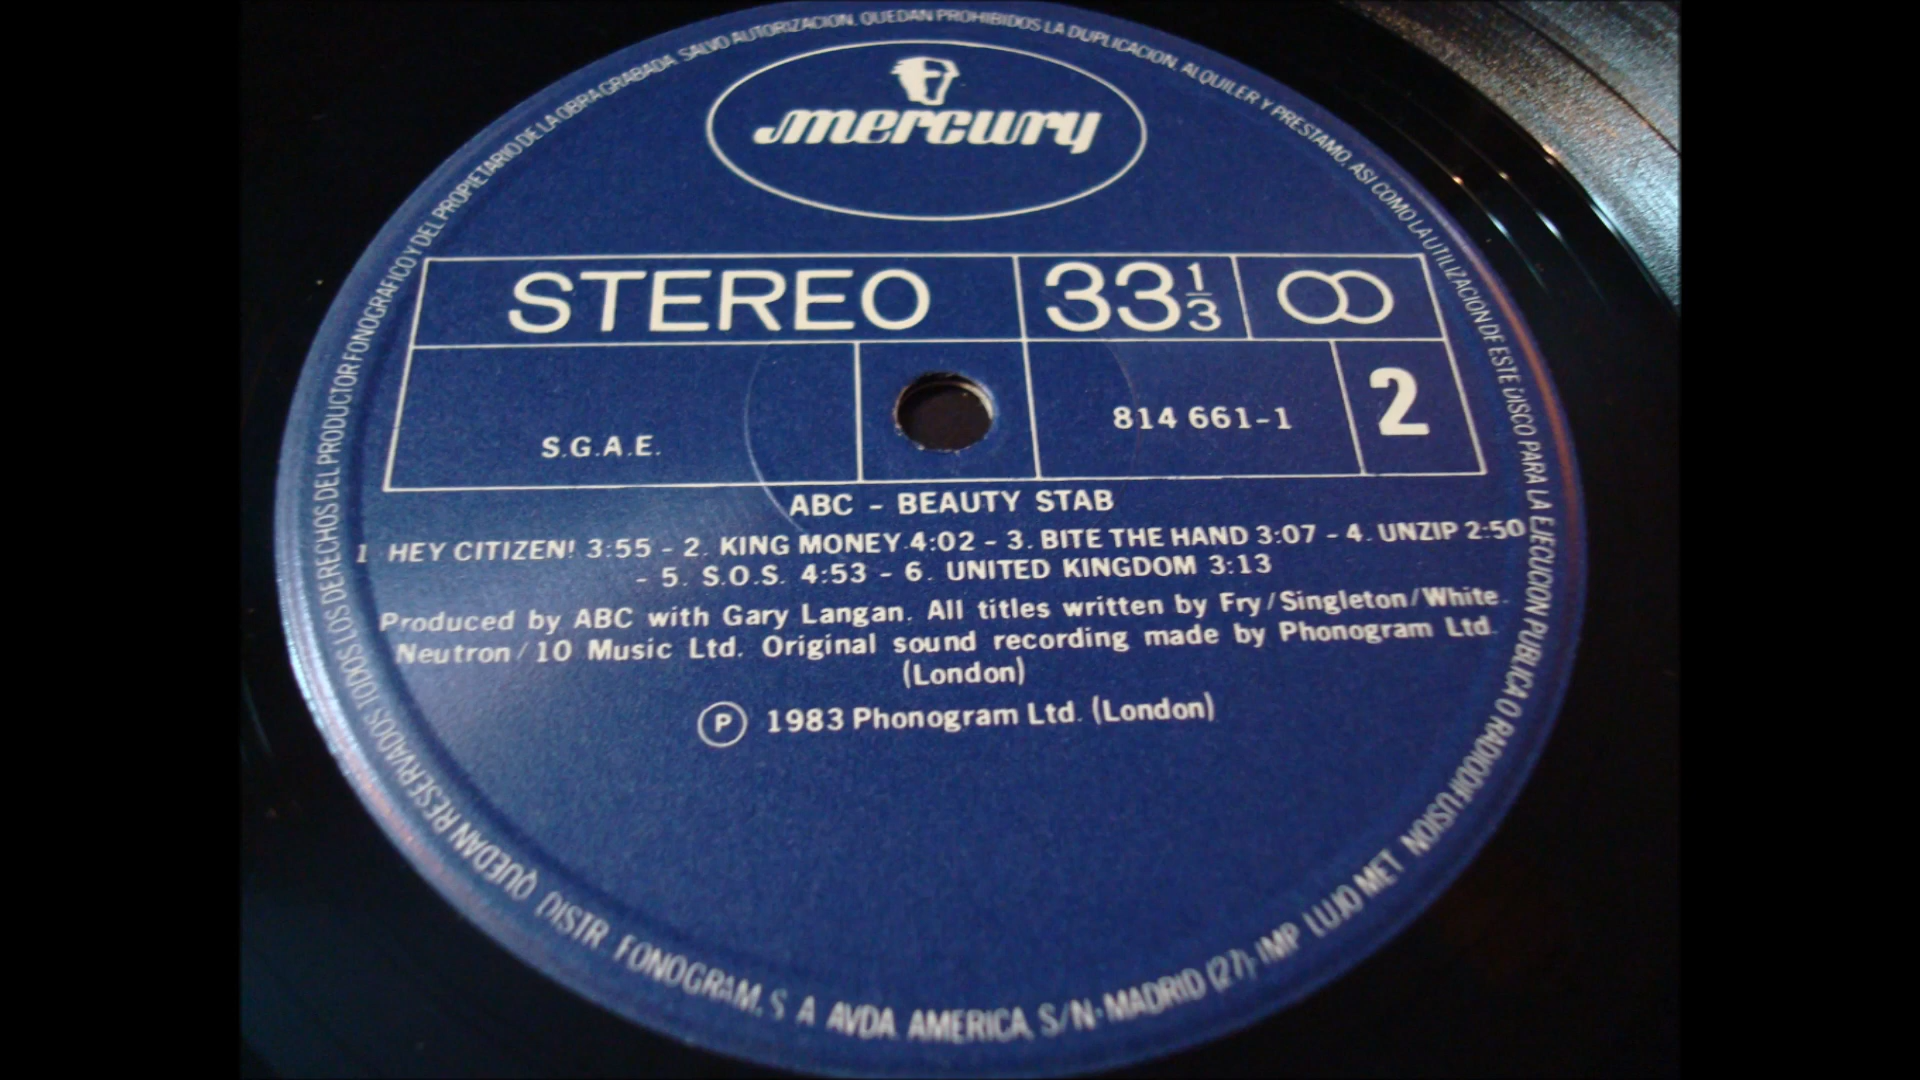 mercury
STEREO
33 1/3
S.G.A.E.
814 661-1
2
ABC - BEAUTY STAB
1 HEY CITIZEN! 3:55 - 2. KING MONEY 4:02 - 3. BITE THE HAND 3:07 - 4. UNZIP 2:50
- 5. S.O.S. 4:53 - 6. UNITED KINGDOM 3:13
Produced by ABC with Gary Langan. All titles written by Fry/Singleton/White.
Neutron/10 Music Ltd. Original sound recording made by Phonogram Ltd.
(London)
Ⓟ 1983 Phonogram Ltd. (London)
QUEDAN RESERVADOS TODOS LOS DERECHOS DEL PRODUCTOR FONOGRAFICO Y DEL PROPIETARIO DE LA OBRA GRABADA. SALVO AUTORIZACION, QUEDAN PROHIBIDOS LA DUPLICACION, ALQUILER Y PRESTAMO, ASI COMO LA UTILIZACION DE ESTE DISCO PARA LA EJECUCION PUBLICA O RADIODIFUSION
DISTR. FONOGRAM, S A AVDA. AMERICA, S/N-MADRID (27)-IMP LUJO MET